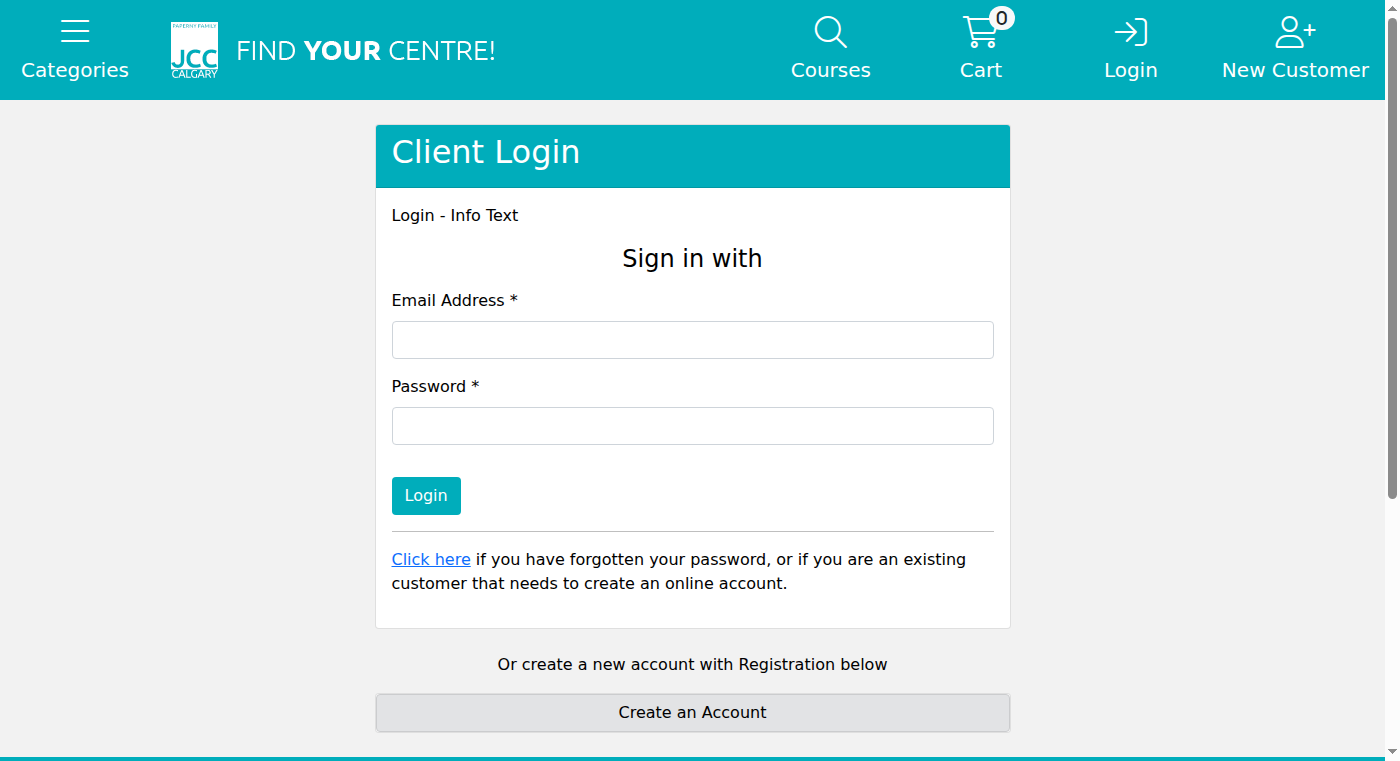 Categories
PAPERNY FAMILY
JCC
CALGARY
FIND YOUR CENTRE!
Courses
0
Cart
Login
New Customer
Client Login
Login - Info Text
Sign in with
Email Address *
Password *
Login
Click here if you have forgotten your password, or if you are an existing
customer that needs to create an online account.
Or create a new account with Registration below
Create an Account